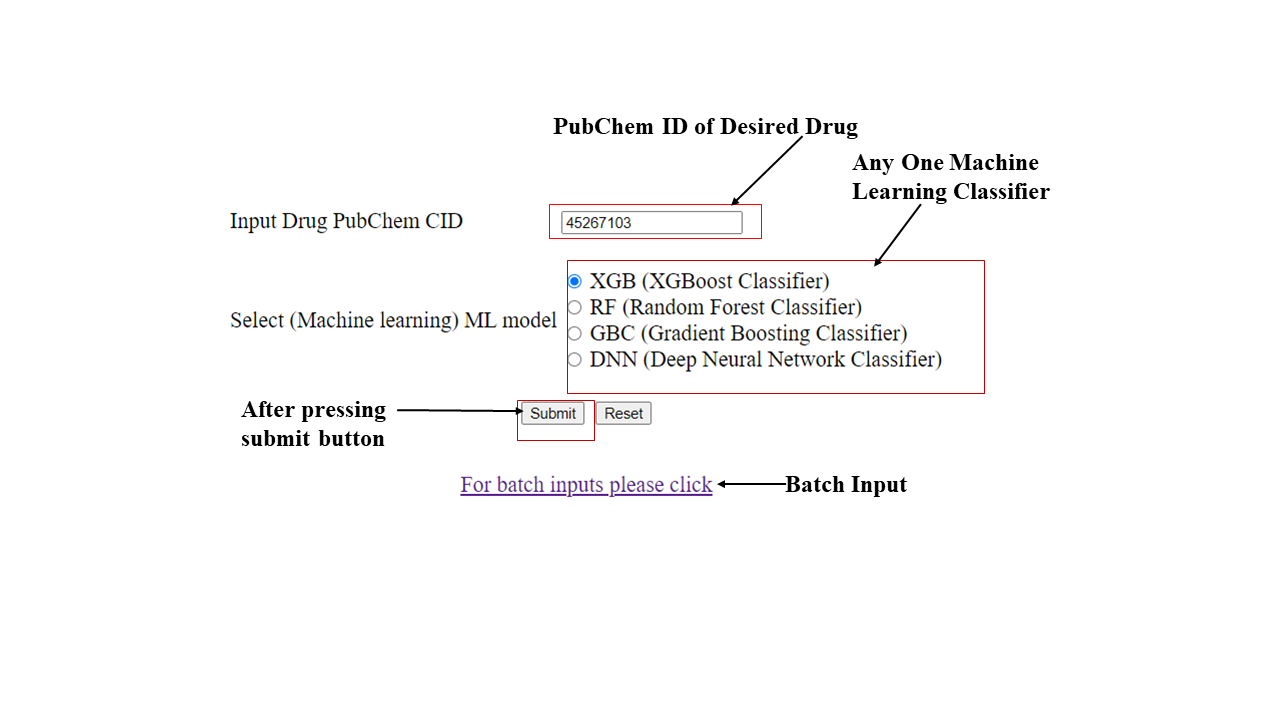 PubChem ID of Desired Drug
Any One Machine
Learning Classifier
Input Drug PubChem CID
45267103
XGB (XGBoost Classifier)
RF (Random Forest Classifier)
Select (Machine learning) ML model
GBC (Gradient Boosting Classifier)
DNN (Deep Neural Network Classifier)
After pressing
submit button
Submit
Reset
For batch inputs please click
Batch Input